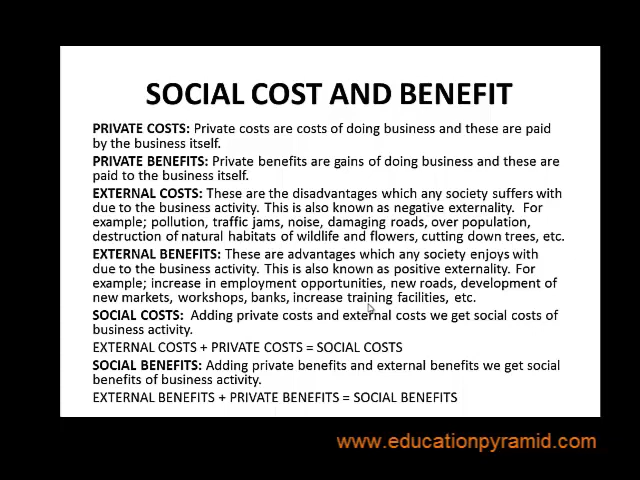 SOCIAL COST AND BENEFIT
PRIVATE COSTS: Private costs are costs of doing business and these are paid
by the business itself.
PRIVATE BENEFITS: Private benefits are gains of doing business and these are
paid to the business itself.
EXTERNAL COSTS: These are the disadvantages which any society suffers with
due to the business activity. This is also known as negative externality. For
example; pollution, traffic jams, noise, damaging roads, over population,
destruction of natural habitats of wildlife and flowers, cutting down trees, etc.
EXTERNAL BENEFITS: These are advantages which any society enjoys with
due to the business activity. This is also known as positive externality. For
example; increase in employment opportunities, new roads, development of
new markets, workshops, banks, increase training facilities, etc.
SOCIAL COSTS: Adding private costs and external costs we get social costs of
business activity.
EXTERNAL COSTS + PRIVATE COSTS = SOCIAL COSTS
SOCIAL BENEFITS: Adding private benefits and external benefits we get social
benefits of business activity.
EXTERNAL BENEFITS + PRIVATE BENEFITS = SOCIAL BENEFITS
www.educationpyramid.com